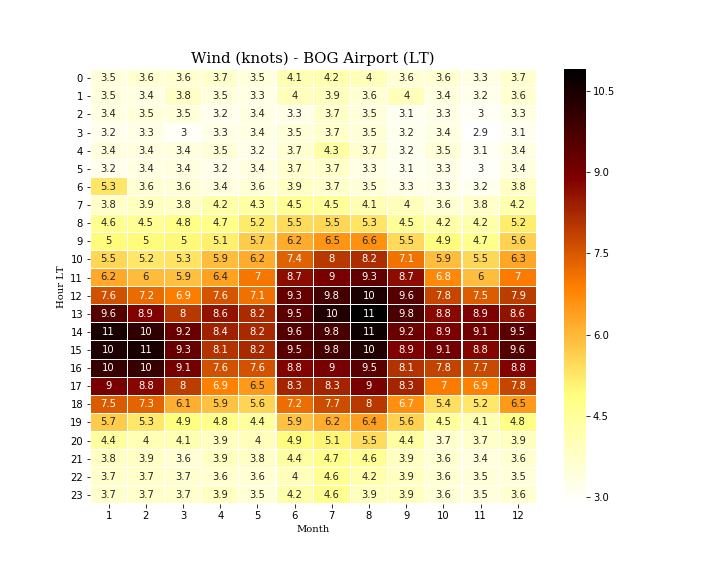 Wind (knots) - BOG Airport (LT)
0 3.5 3.6 3.6 3.7 3.5 4.1 4.2 4 3.6 3.6 3.3 3.7
1 3.5 3.4 3.8 3.5 3.3 4 3.9 3.6 4 3.4 3.2 3.6
2 3.4 3.5 3.5 3.2 3.4 3.3 3.7 3.5 3.1 3.3 3 3.3
3 3.2 3.3 3 3.3 3.4 3.5 3.7 3.5 3.2 3.4 2.9 3.1
4 3.4 3.4 3.4 3.5 3.2 3.7 4.3 3.7 3.2 3.5 3.1 3.4
5 3.2 3.4 3.4 3.2 3.4 3.7 3.7 3.3 3.1 3.3 3 3.4
6 5.3 3.6 3.6 3.4 3.6 3.9 3.7 3.5 3.3 3.3 3.2 3.8
7 3.8 3.9 3.8 4.2 4.3 4.5 4.5 4.1 4 3.6 3.8 4.2
8 4.6 4.5 4.8 4.7 5.2 5.5 5.5 5.3 4.5 4.2 4.2 5.2
9 5 5 5 5.1 5.7 6.2 6.5 6.6 5.5 4.9 4.7 5.6
10 5.5 5.2 5.3 5.9 6.2 7.4 8 8.2 7.1 5.9 5.5 6.3
11 6.2 6 5.9 6.4 7 8.7 9 9.3 8.7 6.8 6 7
12 7.6 7.2 6.9 7.6 7.1 9.3 9.8 10 9.6 7.8 7.5 7.9
13 9.6 8.9 8 8.6 8.2 9.5 10 11 9.8 8.8 8.9 8.6
14 11 10 9.2 8.4 8.2 9.6 9.8 11 9.2 8.9 9.1 9.5
15 10 11 9.3 8.1 8.2 9.5 9.8 10 8.9 9.1 8.8 9.6
16 10 10 9.1 7.6 7.6 8.8 9 9.5 8.1 7.8 7.7 8.8
17 9 8.8 8 6.9 6.5 8.3 8.3 9 8.3 7 6.9 7.8
18 7.5 7.3 6.1 5.9 5.6 7.2 7.7 8 6.7 5.4 5.2 6.5
19 5.7 5.3 4.9 4.8 4.4 5.9 6.2 6.4 5.6 4.5 4.1 4.8
20 4.4 4 4.1 3.9 4 4.9 5.1 5.5 4.4 3.7 3.7 3.9
21 3.8 3.9 3.6 3.9 3.8 4.4 4.7 4.6 3.9 3.6 3.4 3.6
22 3.7 3.7 3.7 3.6 3.6 4 4.6 4.2 3.9 3.6 3.5 3.5
23 3.7 3.7 3.7 3.9 3.5 4.2 4.6 3.9 3.9 3.6 3.5 3.6
1 2 3 4 5 6 7 8 9 10 11 12
Month
Hour LT
10.5
9.0
7.5
6.0
4.5
3.0